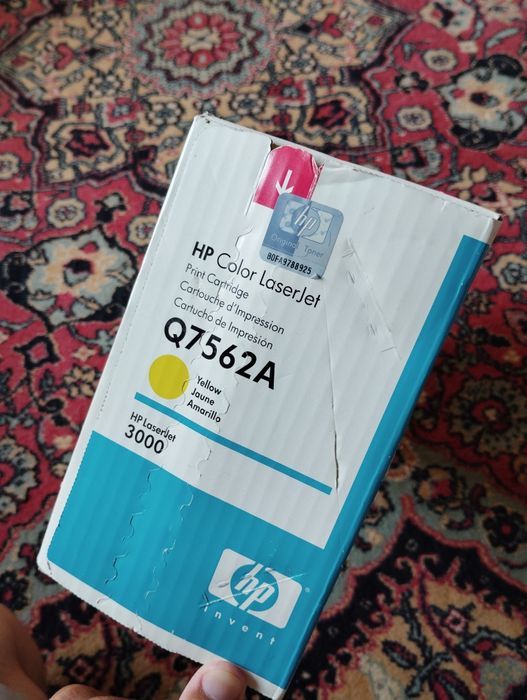 hp
Original Toner
80FA9788925
HP Color LaserJet
Print Cartridge
Cartouche d'Impression
Cartucho de Impresión
Q7562A
Yellow
Jaune
Amarillo
HP LaserJet
3000
hp
invent